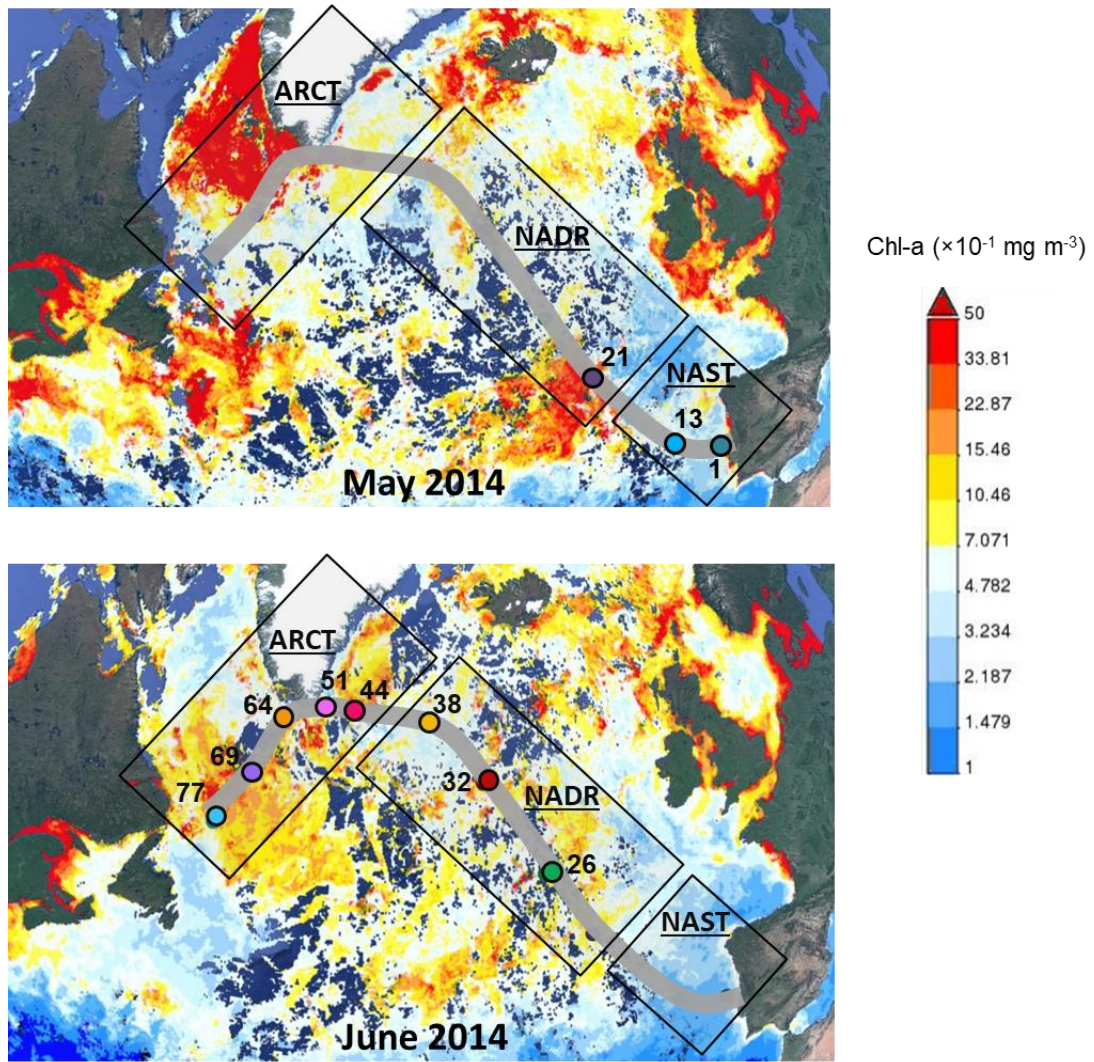 ARCT
NADR
21
NAST
13
1
May 2014
Chl-a (×10-1 mg m-3)
50
33.81
22.87
15.46
10.46
7.071
4.782
3.234
2.187
1.479
1
ARCT
51
44
38
64
69
32
NADR
77
26
NAST
June 2014